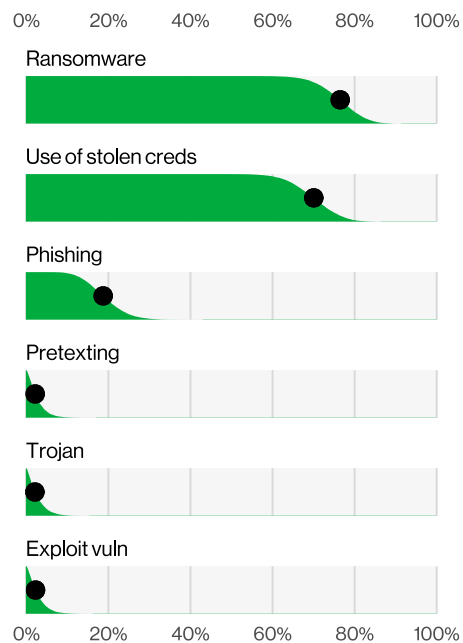 0% 20% 40% 60% 80% 100%
Ransomware
Use of stolen creds
Phishing
Pretexting
Trojan
Exploit vuln
0% 20% 40% 60% 80% 100%